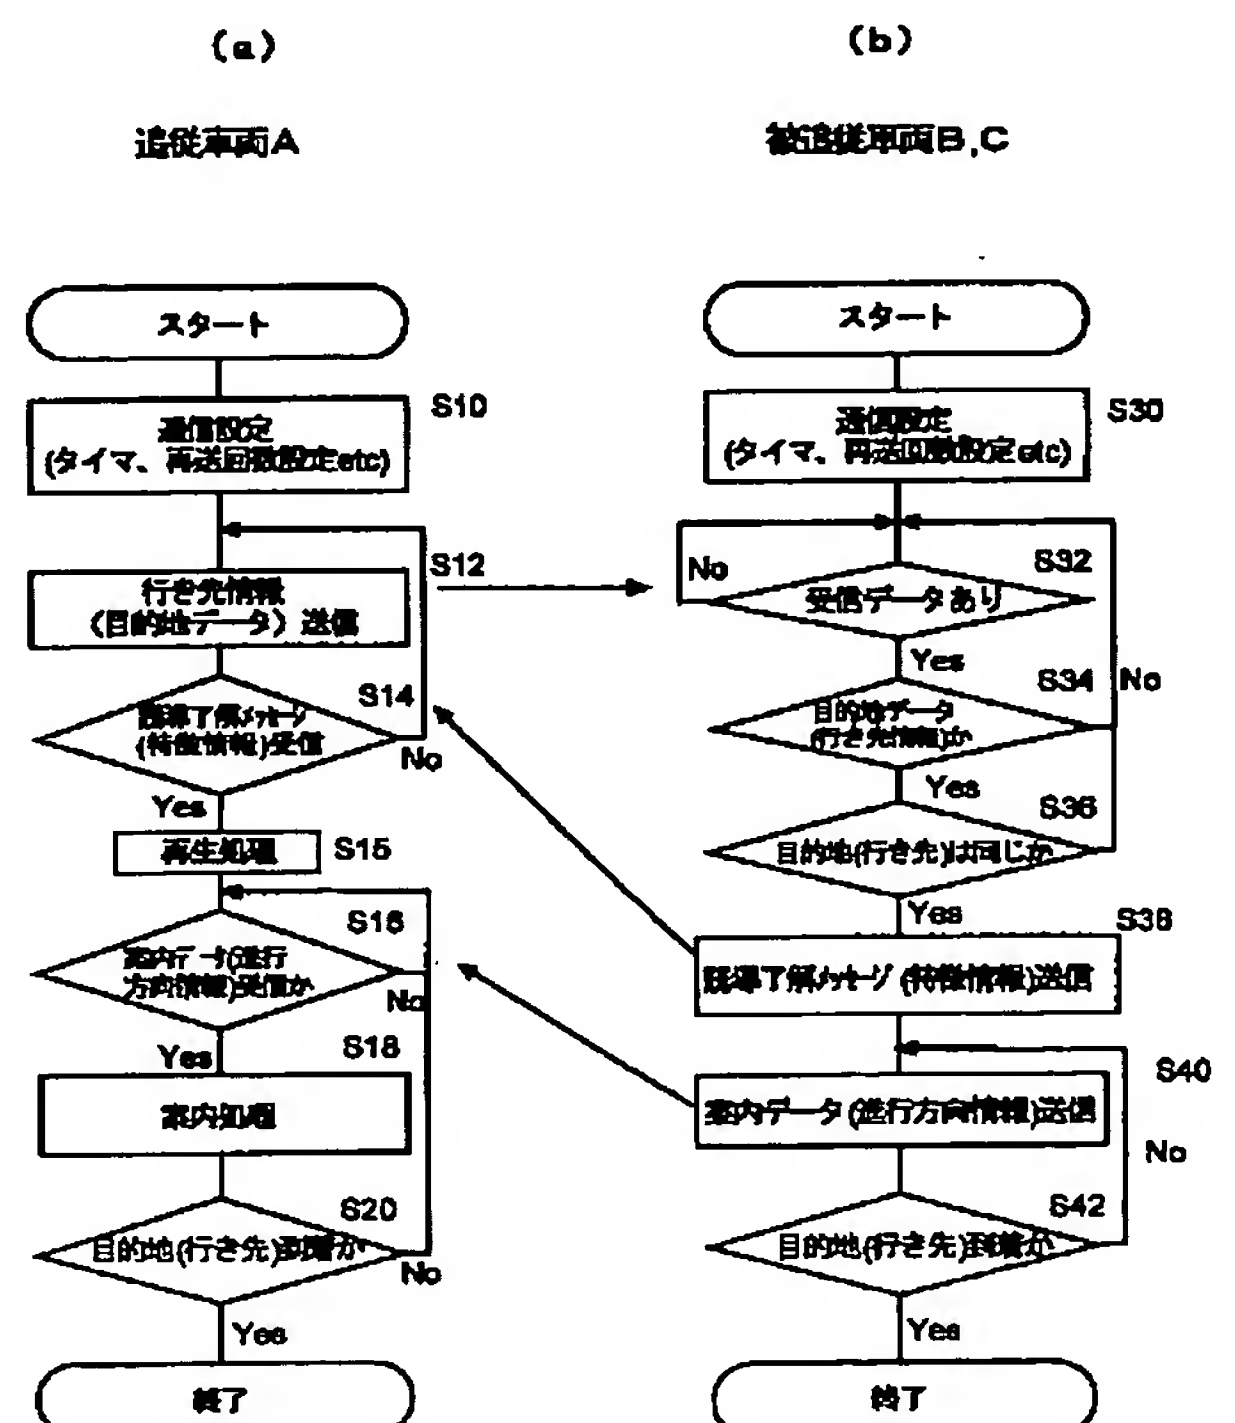 (a)
追従車両A
スタート
S10
通信設定
(タイマ、再送回数設定etc)
S12
行き先情報
(目的地データ)送信
S14
誘導了解メッセージ
(特徴情報)受信
No
Yes
再生処理
S15
S16
案内データ(進行
方向情報)受信か
No
Yes
S18
案内処理
S20
目的地(行き先)到着か
No
Yes
終了
(b)
被追従車両B,C
スタート
S30
通信設定
(タイマ、再送回数設定etc)
No
S32
受信データあり
Yes
S34
No
目的地データ
(行き先情報)か
Yes
S36
目的地(行き先)は同じか
Yes
S38
誘導了解メッセージ(特徴情報)送信
S40
案内データ(進行方向情報)送信
No
S42
目的地(行き先)到着か
Yes
終了